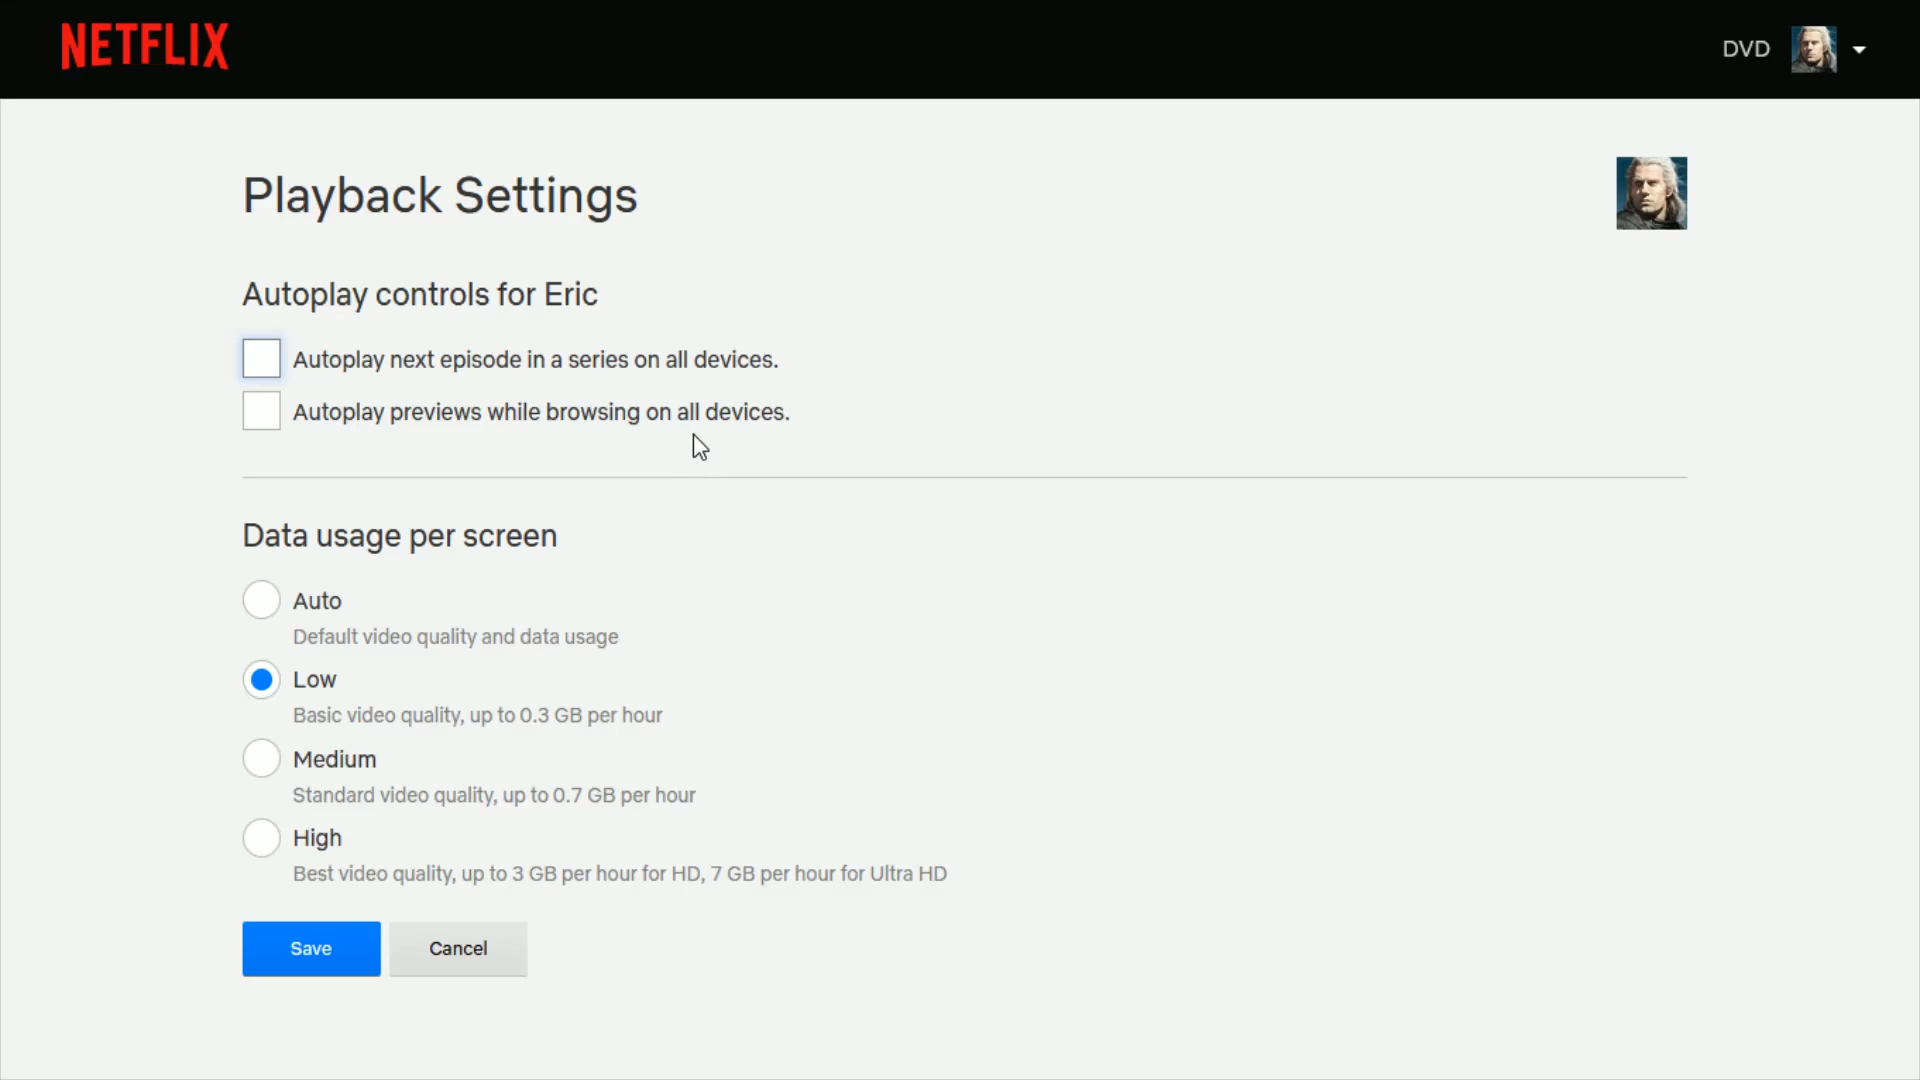 NETFLIX
DVD
Playback Settings
Autoplay controls for Eric
Autoplay next episode in a series on all devices.
Autoplay previews while browsing on all devices.
Data usage per screen
Auto
Default video quality and data usage
Low
Basic video quality, up to 0.3 GB per hour
Medium
Standard video quality, up to 0.7 GB per hour
High
Best video quality, up to 3 GB per hour for HD, 7 GB per hour for Ultra HD
Save
Cancel